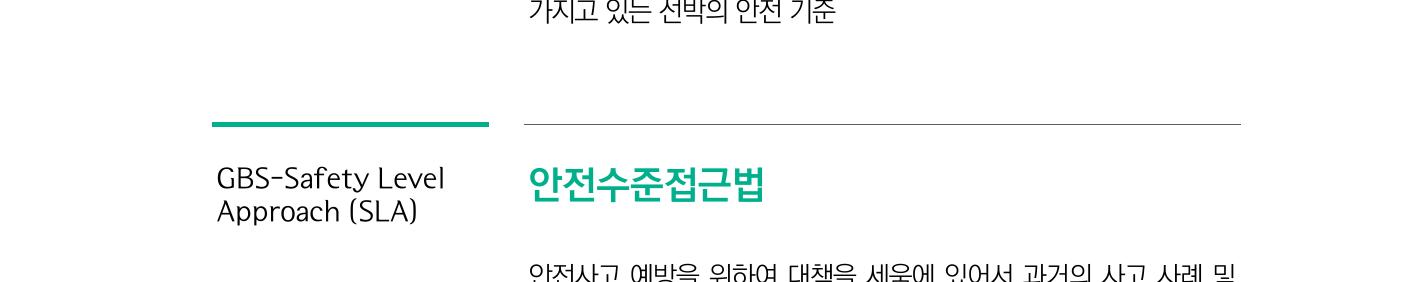 가지고 있는 선박의 안전 기준
GBS-Safety Level
Approach (SLA)
안전수준접근법
안전사고 예방을 위하여 대책을 세움에 있어서 과거의 사고 사례 및